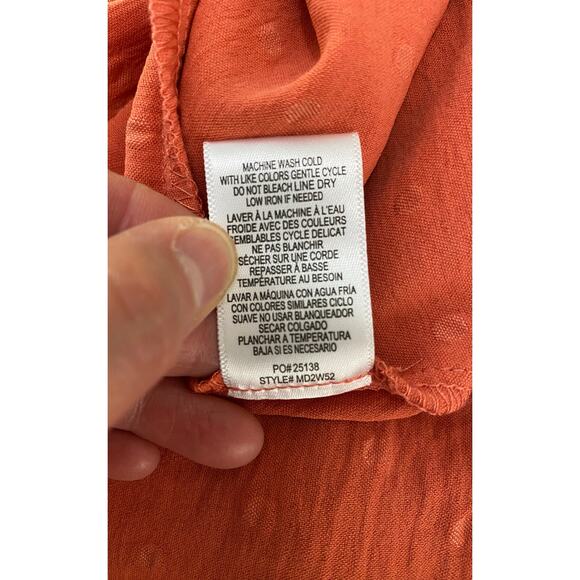 MACHINE WASH COLD
WITH LIKE COLORS GENTLE CYCLE
DO NOT BLEACH LINE DRY
LOW IRON IF NEEDED
LAVER À LA MACHINE À L'EAU
FROIDE AVEC DES COULEURS
SEMBLABLES CYCLE DELICAT
NE PAS BLANCHIR
SÉCHER SUR UNE CORDE
REPASSER À BASSE
TEMPÉRATURE AU BESOIN
LAVAR A MÁQUINA CON AGUA FRÍA
CON COLORES SIMILARES CICLO
SUAVE NO USAR BLANQUEADOR
SECAR COLGADO
PLANCHAR A TEMPERATURA
BAJA SI ES NECESARIO
PO#25138
STYLE# MD2W52